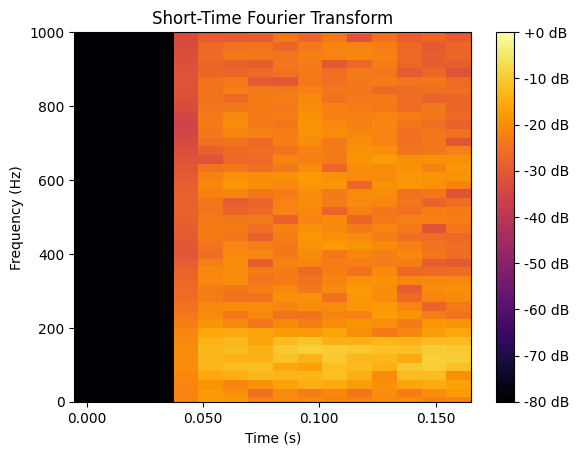 Short-Time Fourier Transform
1000
800
600
400
200
0
Frequency (Hz)
0.000
0.050
0.100
0.150
Time (s)
+0 dB
-10 dB
-20 dB
-30 dB
-40 dB
-50 dB
-60 dB
-70 dB
-80 dB